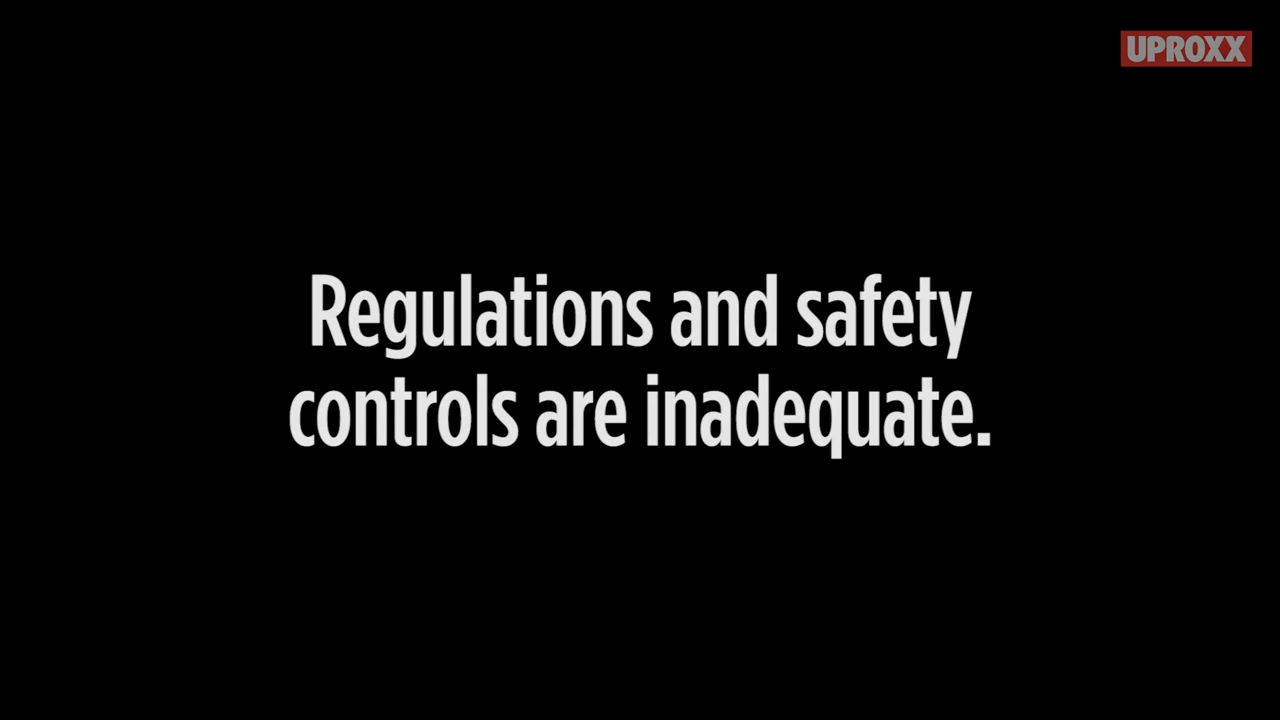 UPROXX
Regulations and safety
controls are inadequate.